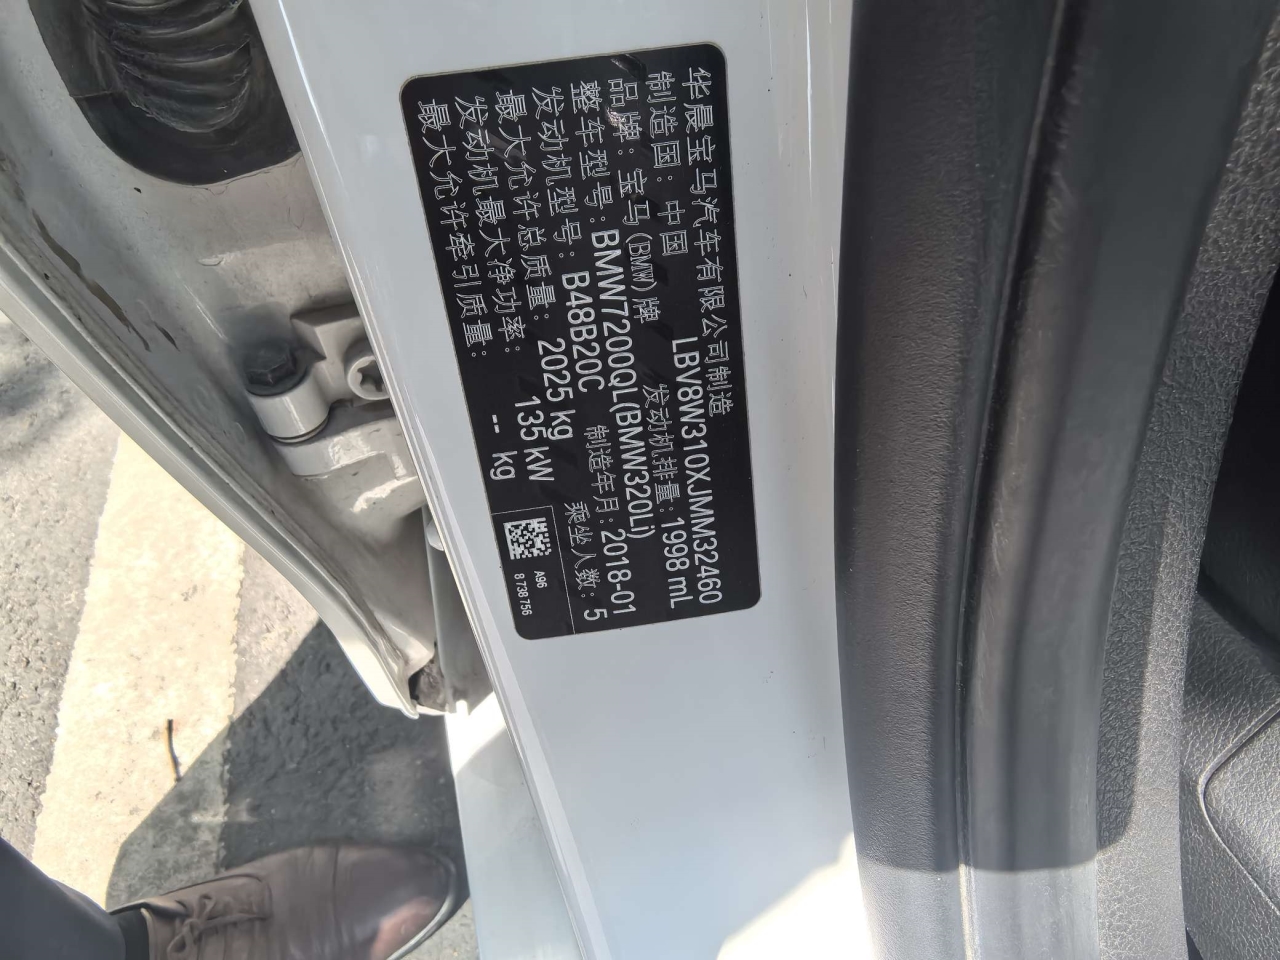 华晨宝马汽车有限公司制造
制造国: 中国 LBV8W310XJMM32460
品牌: 宝马(BMW)牌 发动机排量: 1998 mL
整车型号: BMW7200QL(BMW320Li)
发动机型号: B48B20C 制造年月: 2018-01
最大允许总质量: 2025 kg 乘坐人数: 5
发动机最大净功率: 135 kW
最大允许牵引质量: -- kg
A96
8 738 756